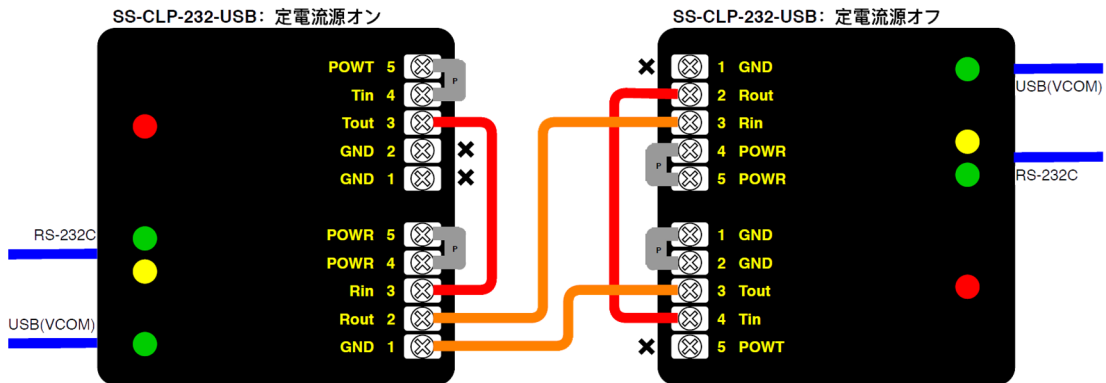 SS-CLP-232-USB: 定電流源オン
POWT 5
Tin 4
P
Tout 3
GND 2
GND 1
POWR 5
POWR 4
P
Rin 3
Rout 2
GND 1
RS-232C
USB(VCOM)
SS-CLP-232-USB: 定電流源オフ
1 GND
2 Rout
3 Rin
4 POWR
P
5 POWR
1 GND
P
2 GND
3 Tout
4 Tin
5 POWT
USB(VCOM)
RS-232C